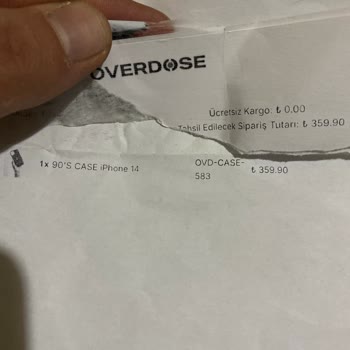 OVERDOSE
Ücretsiz Kargo: ₺ 0.00
Tahsil Edilecek Sipariş Tutarı: ₺ 359.90
1x 90'S CASE iPhone 14 OVD-CASE- ₺ 359.90
583